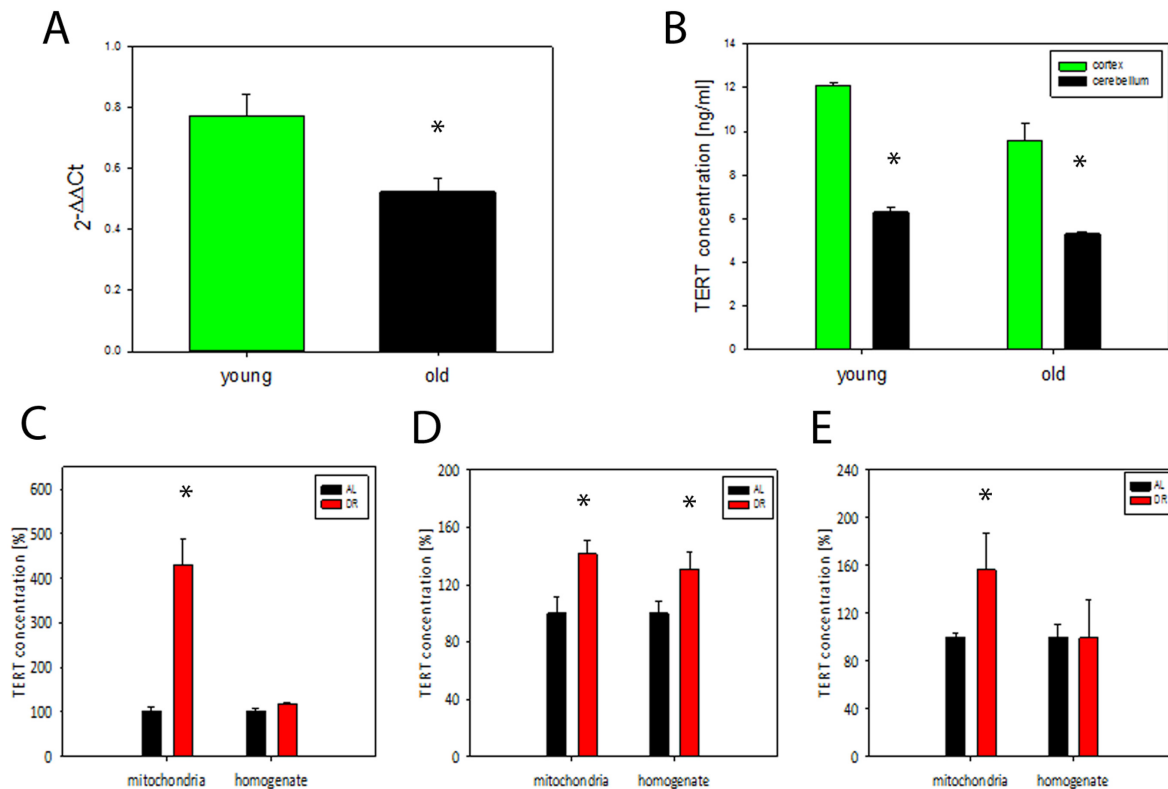 A
1.0
0.8
0.6
0.4
0.2
0.0
2-ΔΔCt
*
young old
B
14
12
10
8
6
4
2
0
TERT concentration [ng/ml]
cortex
cerebellum
* *
young old
C
600
500
400
300
200
100
0
TERT concentration [%]
AL
DR
*
mitochondria homogenate
D
200
160
120
80
40
0
TERT concentration [%]
AL
DR
* *
mitochondria homogenate
E
240
200
160
120
80
40
0
TERT concentration [%]
AL
DR
*
mitochondria homogenate